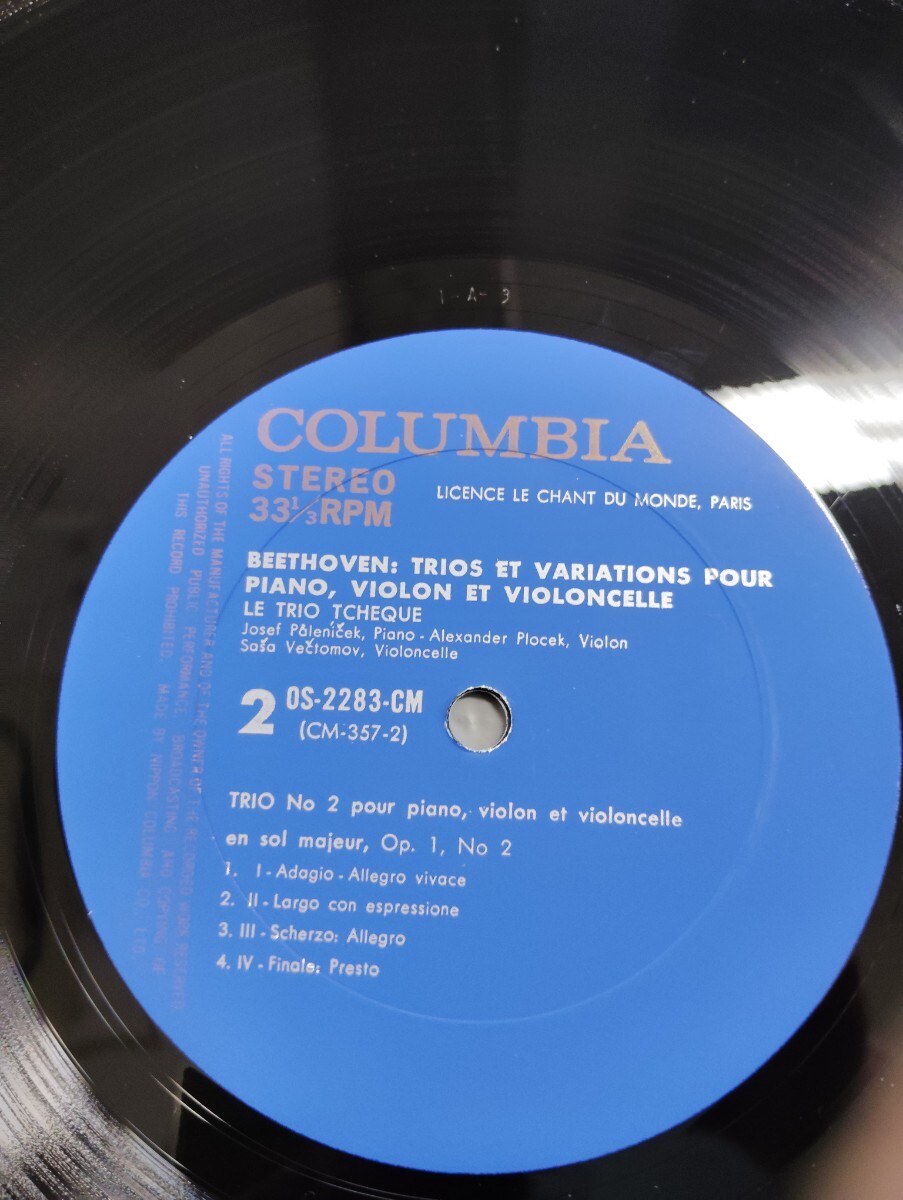 1-A-3
COLUMBIA
STEREO
33 1/3 RPM
LICENCE LE CHANT DU MONDE, PARIS
BEETHOVEN: TRIOS ET VARIATIONS POUR
PIANO, VIOLON ET VIOLONCELLE
LE TRIO TCHEQUE
Josef Páleníček, Piano - Alexander Plocek, Violon
Saša Večtomov, Violoncelle
2 OS-2283-CM
(CM-357-2)
TRIO No 2 pour piano, violon et violoncelle
en sol majeur, Op. 1, No 2
1. I - Adagio - Allegro vivace
2. II - Largo con espressione
3. III - Scherzo: Allegro
4. IV - Finale: Presto
ALL RIGHTS OF THE MANUFACTURER AND OF THE OWNER OF THE RECORDED WORK RESERVED.
UNAUTHORIZED PUBLIC PERFORMANCE, BROADCASTING AND COPYING OF
THIS RECORD PROHIBITED. MADE BY NIPPON COLUMBIA CO., LTD.